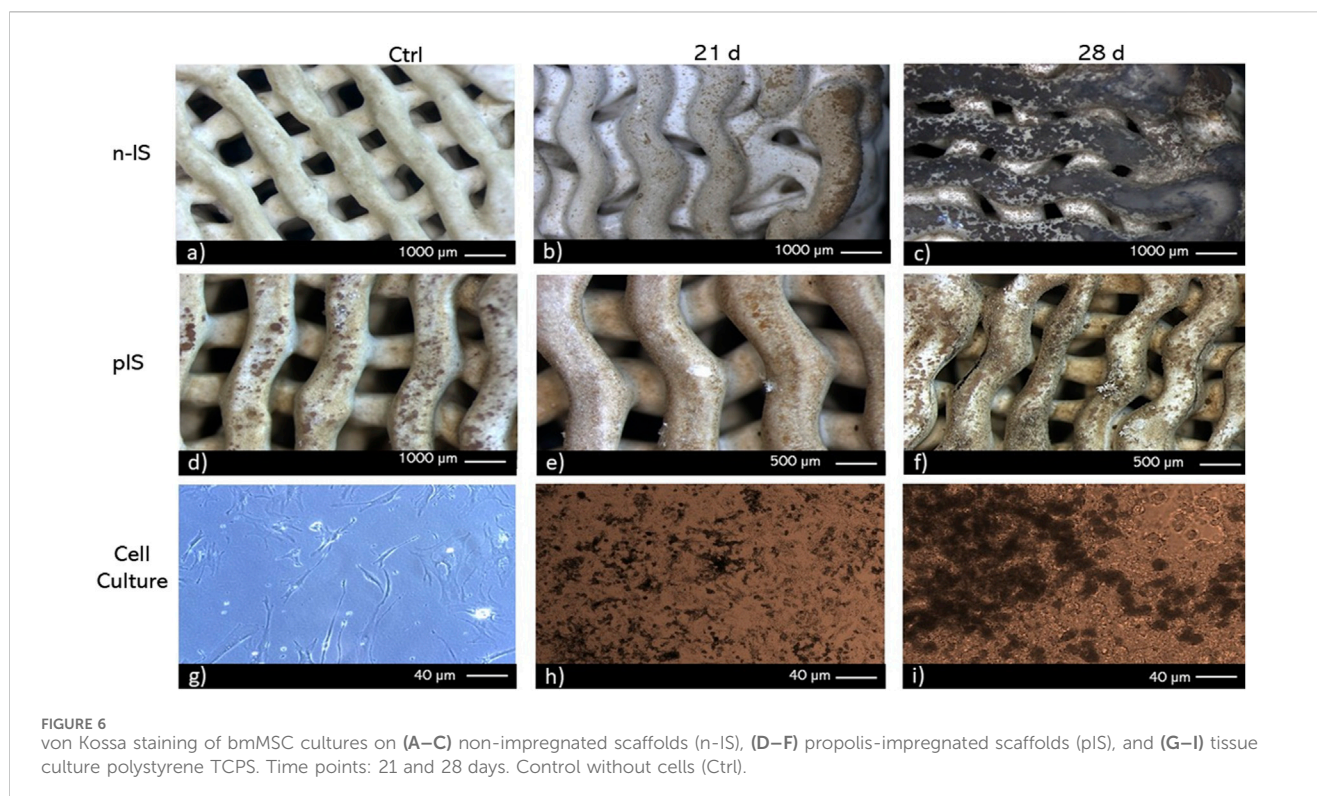 Ctrl
21 d
28 d
n-IS
a)
1000 µm
b)
1000 µm
c)
1000 µm
pIS
d)
1000 µm
e)
500 µm
f)
500 µm
Cell
Culture
g)
40 µm
h)
40 µm
i)
40 µm
FIGURE 6
von Kossa staining of bmMSC cultures on (A–C) non-impregnated scaffolds (n-IS), (D–F) propolis-impregnated scaffolds (pIS), and (G–I) tissue
culture polystyrene TCPS. Time points: 21 and 28 days. Control without cells (Ctrl).